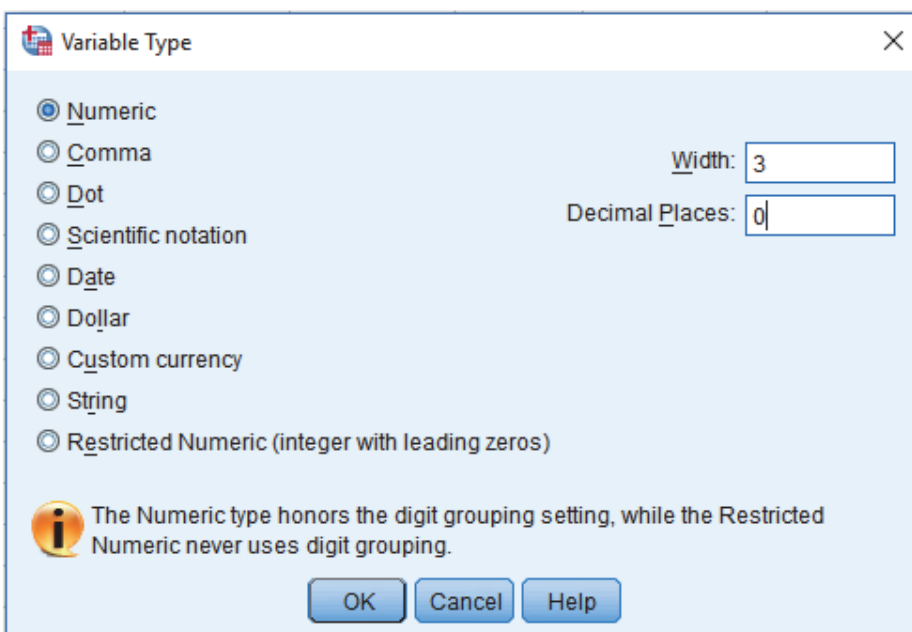 Variable Type
Numeric
Comma
Dot
Scientific notation
Date
Dollar
Custom currency
String
Restricted Numeric (integer with leading zeros)
Width: 3
Decimal Places: 0
The Numeric type honors the digit grouping setting, while the Restricted
Numeric never uses digit grouping.
OK Cancel Help